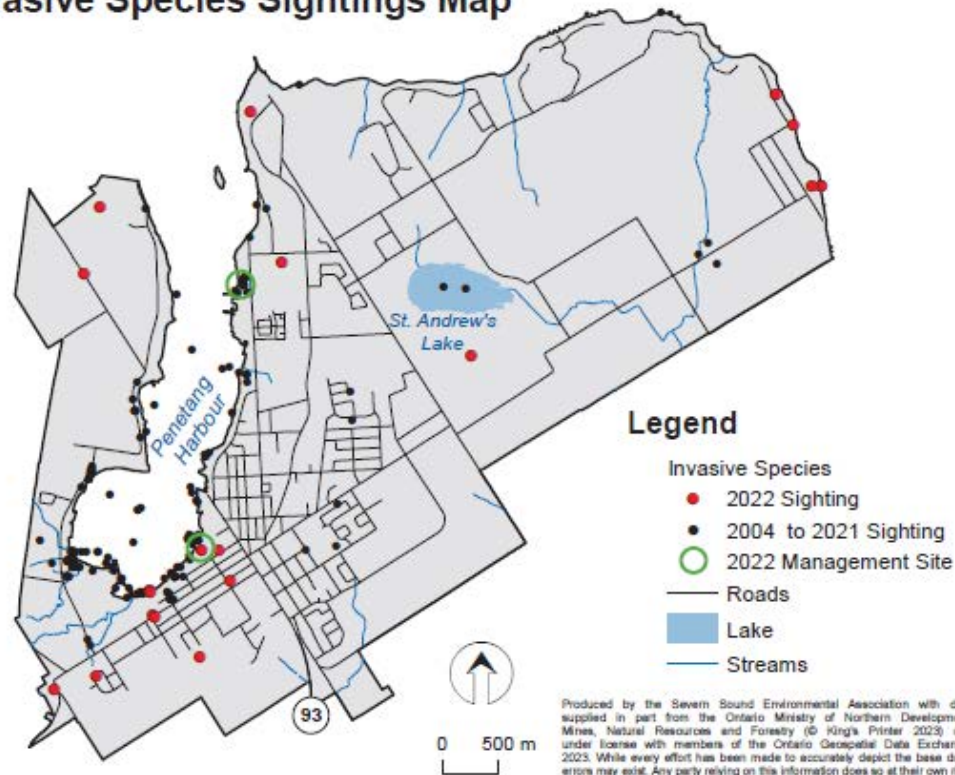 asive Species Sightings Map
St. Andrew's
Lake
Penetang
Harbour
Legend
Invasive Species
2022 Sighting
2004 to 2021 Sighting
2022 Management Site
Roads
Lake
Streams
93
0 500 m
Produced by the Severn Sound Environmental Association with d
supplied in part from the Ontario Ministry of Northern Developm
Mines, Natural Resources and Forestry (© King's Printer 2023)
under license with members of the Ontario Geospatial Data Exchan
2023. While every effort has been made to accurately depict the base da
errors may exist. Any party relying on this information does so at their own r